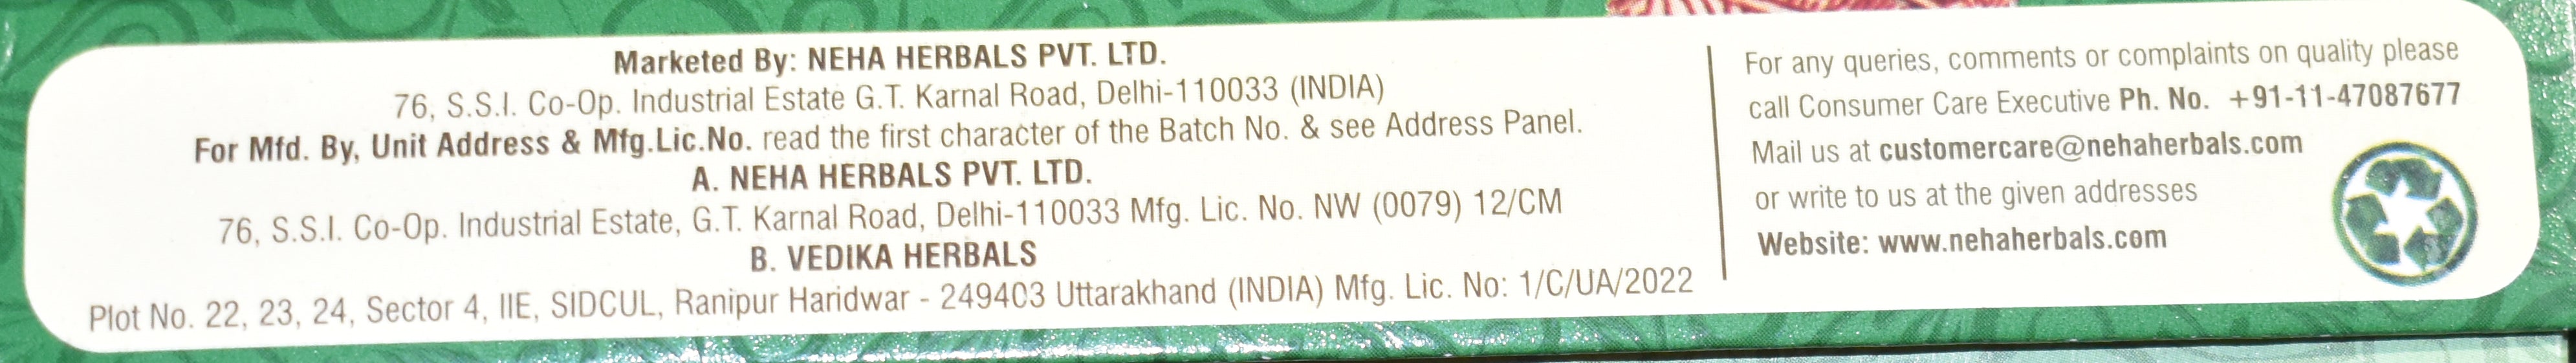 Marketed By: NEHA HERBALS PVT. LTD.
76, S.S.I. Co-Op. Industrial Estate G.T. Karnal Road, Delhi-110033 (INDIA)
For Mfd. By, Unit Address & Mfg.Lic.No. read the first character of the Batch No. & see Address Panel.
A. NEHA HERBALS PVT. LTD.
76, S.S.I. Co-Op. Industrial Estate, G.T. Karnal Road, Delhi-110033 Mfg. Lic. No. NW (0079) 12/CM
B. VEDIKA HERBALS
Plot No. 22, 23, 24, Sector 4, IIE, SIDCUL, Ranipur Haridwar - 249403 Uttarakhand (INDIA) Mfg. Lic. No: 1/C/UA/2022
For any queries, comments or complaints on quality please
call Consumer Care Executive Ph. No. +91-11-47087677
Mail us at customercare@nehaherbals.com
or write to us at the given addresses
Website: www.nehaherbals.com